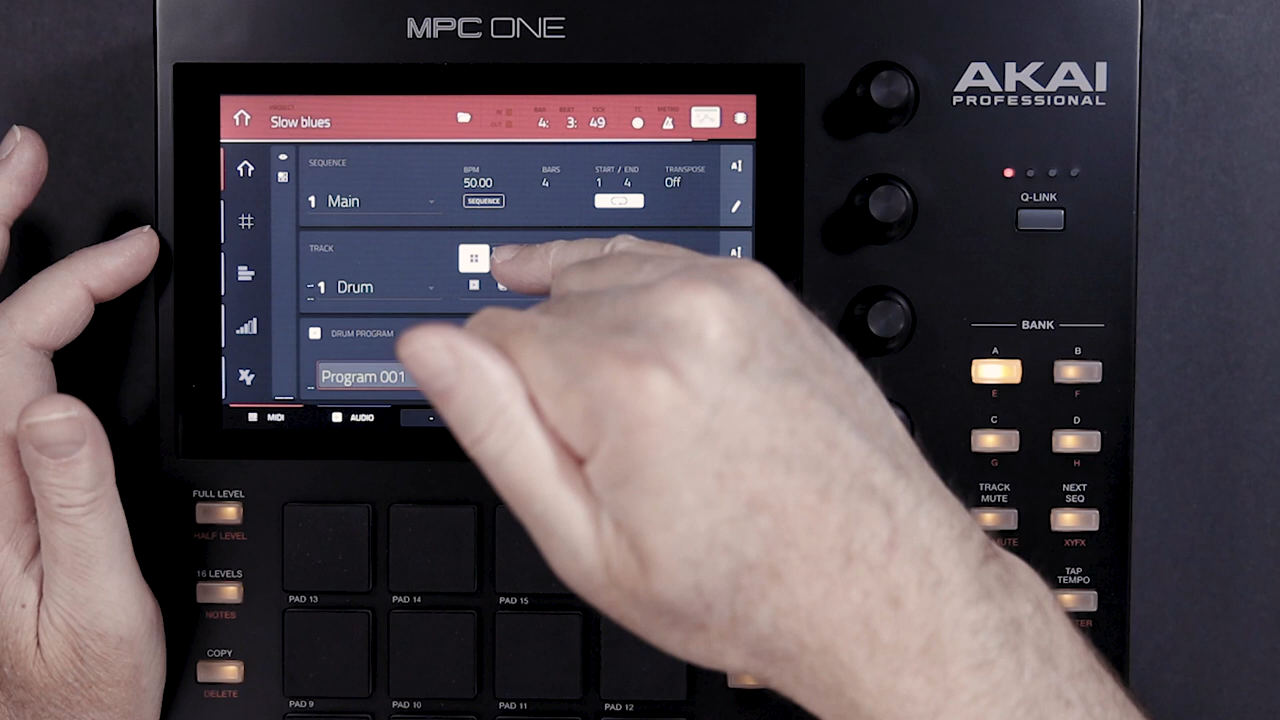 MPC ONE
AKAI
PROFESSIONAL
PROJECT
Slow blues
BAR BEAT TICK TC METRO
4: 3: 49
SEQUENCE
1 Main
BPM
50.00
SEQUENCE
BARS
4
START / END
1 4
TRANSPOSE
Off
TRACK
1 Drum
DRUM PROGRAM
Program 001
MIDI
AUDIO
Q-LINK
BANK
A B
E F
C D
G H
TRACK MUTE
NEXT SEQ
XYFX
TAP TEMPO
FULL LEVEL
HALF LEVEL
16 LEVELS
NOTES
COPY
DELETE
PAD 13
PAD 14
PAD 15
PAD 9
PAD 10
PAD 11
PAD 12